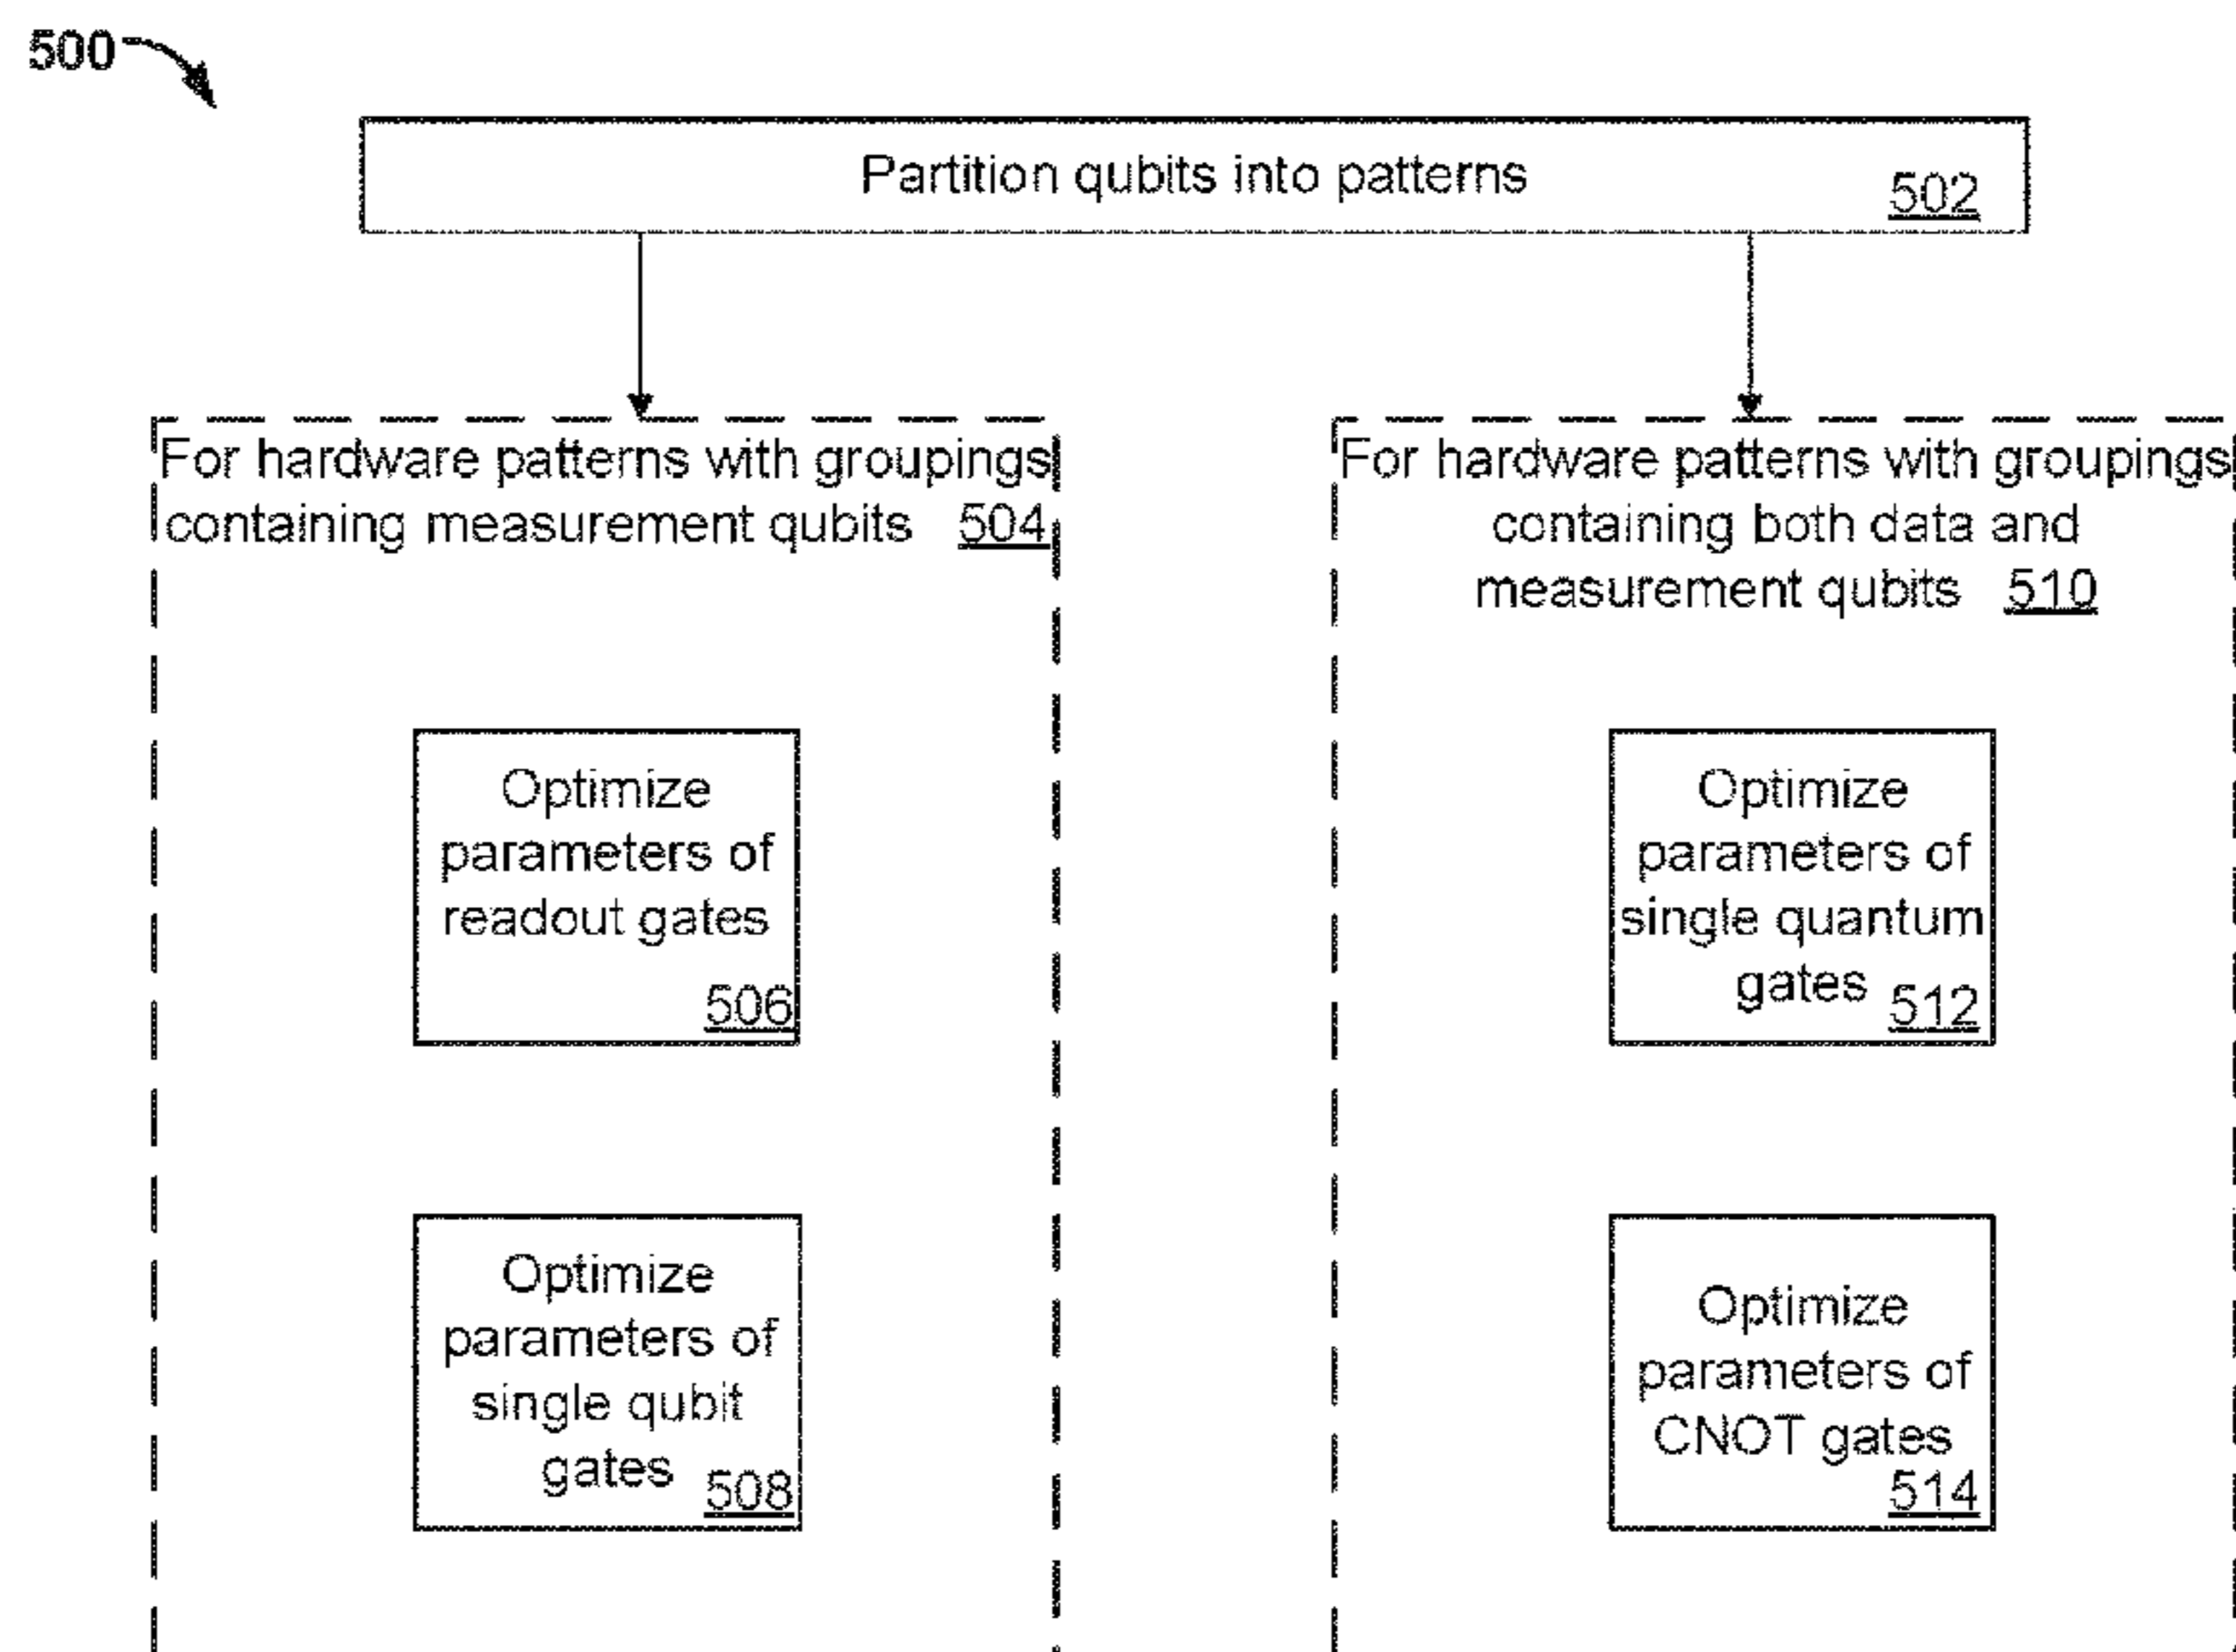 500
Partition qubits into patterns
502
For hardware patterns with groupings
containing measurement qubits 504
Optimize
parameters of
readout gates
506
Optimize
parameters of
single qubit
gates 508
For hardware patterns with groupings
containing both data and
measurement qubits 510
Optimize
parameters of
single quantum
gates 512
Optimize
parameters of
CNOT gates
514